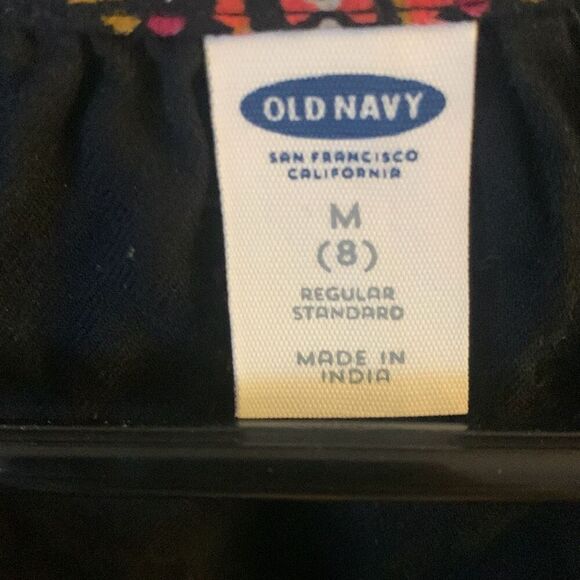 OLD NAVY
SAN FRANCISCO
CALIFORNIA
M
(8)
REGULAR
STANDARD
MADE IN
INDIA